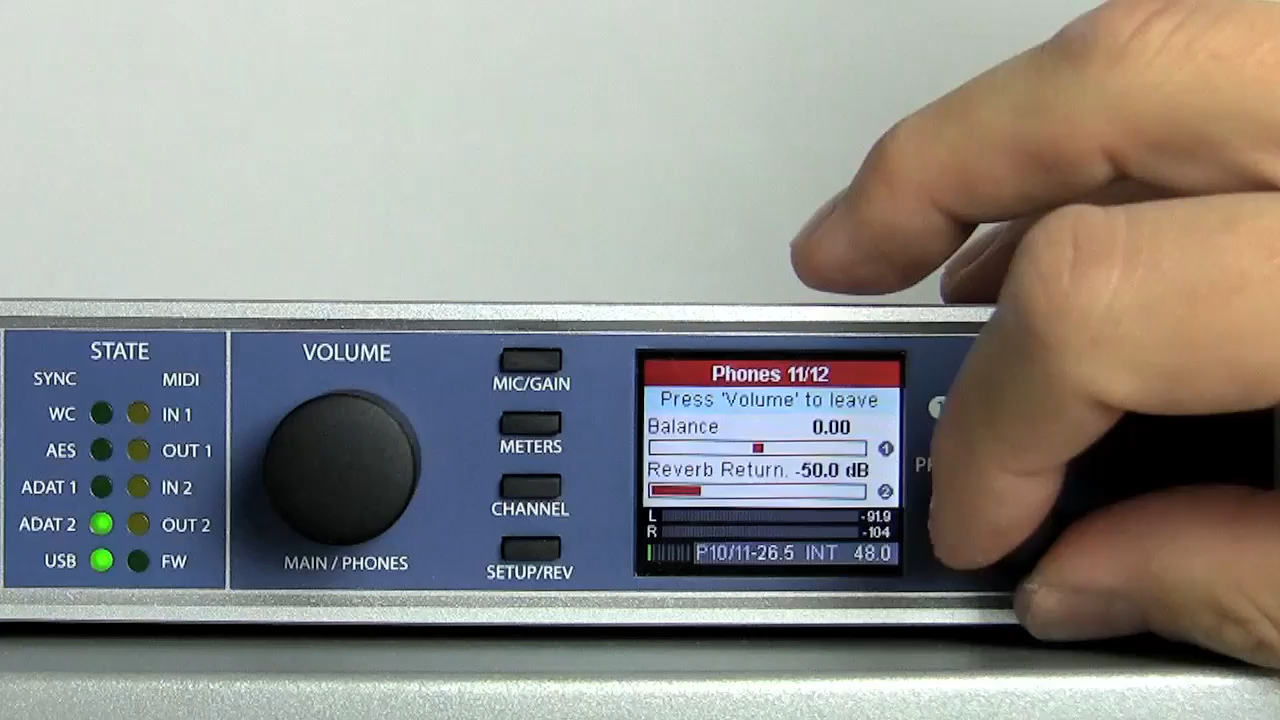 STATE
SYNC MIDI
WC IN 1
AES OUT 1
ADAT 1 IN 2
ADAT 2 OUT 2
USB FW
VOLUME
MAIN / PHONES
MIC/GAIN
METERS
CHANNEL
SETUP/REV
Phones 11/12
Press 'Volume' to leave
Balance 0.00
1
Reverb Return. -50.0 dB
2
L -91.9
R -104
P10/11-26.5 INT 48.0
1